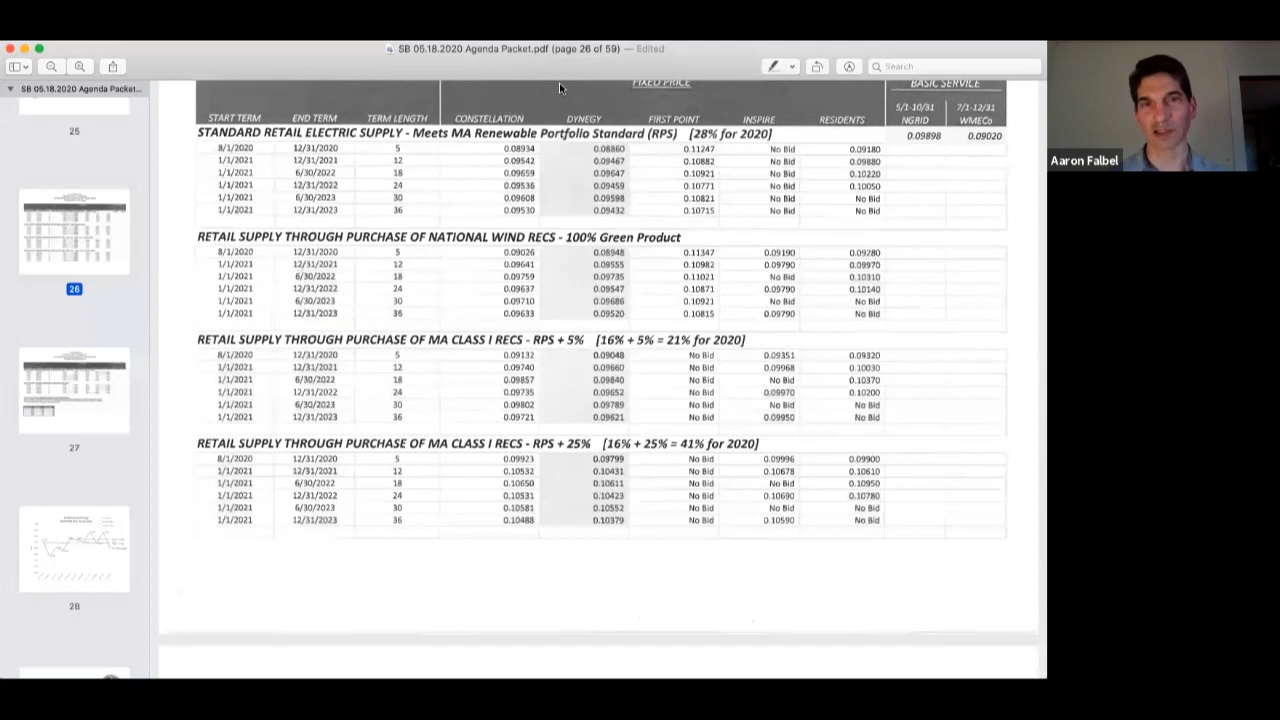 SB 05.18.2020 Agenda Packet.pdf (page 26 of 59) — Edited
Search
SB 05.18.2020 Agenda Packet...
25
26
27
28
Aaron Falbel
FIXED PRICE BASIC SERVICE
5/1-10/31 7/1-12/31
START TERM END TERM TERM LENGTH CONSTELLATION DYNEGY FIRST POINT INSPIRE RESIDENTS NGRID WMECo
STANDARD RETAIL ELECTRIC SUPPLY - Meets MA Renewable Portfolio Standard (RPS) [28% for 2020] 0.09898 0.09020
8/1/2020 12/31/2020 5 0.08934 0.08860 0.11247 No Bid 0.09180
1/1/2021 12/31/2021 12 0.09542 0.09467 0.10882 No Bid 0.09880
1/1/2021 6/30/2022 18 0.09659 0.09647 0.10921 No Bid 0.10220
1/1/2021 12/31/2022 24 0.09536 0.09459 0.10771 No Bid 0.10050
1/1/2021 6/30/2023 30 0.09608 0.09598 0.10821 No Bid No Bid
1/1/2021 12/31/2023 36 0.09530 0.09432 0.10715 No Bid No Bid
RETAIL SUPPLY THROUGH PURCHASE OF NATIONAL WIND RECS - 100% Green Product
8/1/2020 12/31/2020 5 0.09026 0.08948 0.11347 0.09190 0.09280
1/1/2021 12/31/2021 12 0.09641 0.09555 0.10982 0.09790 0.09970
1/1/2021 6/30/2022 18 0.09759 0.09735 0.11021 No Bid 0.10310
1/1/2021 12/31/2022 24 0.09637 0.09547 0.10871 0.09790 0.10140
1/1/2021 6/30/2023 30 0.09710 0.09686 0.10921 No Bid No Bid
1/1/2021 12/31/2023 36 0.09633 0.09520 0.10815 0.09790 No Bid
RETAIL SUPPLY THROUGH PURCHASE OF MA CLASS I RECS - RPS + 5% [16% + 5% = 21% for 2020]
8/1/2020 12/31/2020 5 0.09132 0.09048 No Bid 0.09351 0.09320
1/1/2021 12/31/2021 12 0.09740 0.09660 No Bid 0.09968 0.10030
1/1/2021 6/30/2022 18 0.09857 0.09840 No Bid No Bid 0.10370
1/1/2021 12/31/2022 24 0.09735 0.09652 No Bid 0.09970 0.10200
1/1/2021 6/30/2023 30 0.09802 0.09789 No Bid No Bid No Bid
1/1/2021 12/31/2023 36 0.09721 0.09621 No Bid 0.09950 No Bid
RETAIL SUPPLY THROUGH PURCHASE OF MA CLASS I RECS - RPS + 25% [16% + 25% = 41% for 2020]
8/1/2020 12/31/2020 5 0.09923 0.09799 No Bid 0.09996 0.09900
1/1/2021 12/31/2021 12 0.10532 0.10431 No Bid 0.10678 0.10610
1/1/2021 6/30/2022 18 0.10650 0.10611 No Bid No Bid 0.10950
1/1/2021 12/31/2022 24 0.10531 0.10423 No Bid 0.10690 0.10780
1/1/2021 6/30/2023 30 0.10581 0.10552 No Bid No Bid No Bid
1/1/2021 12/31/2023 36 0.10488 0.10379 No Bid 0.10590 No Bid